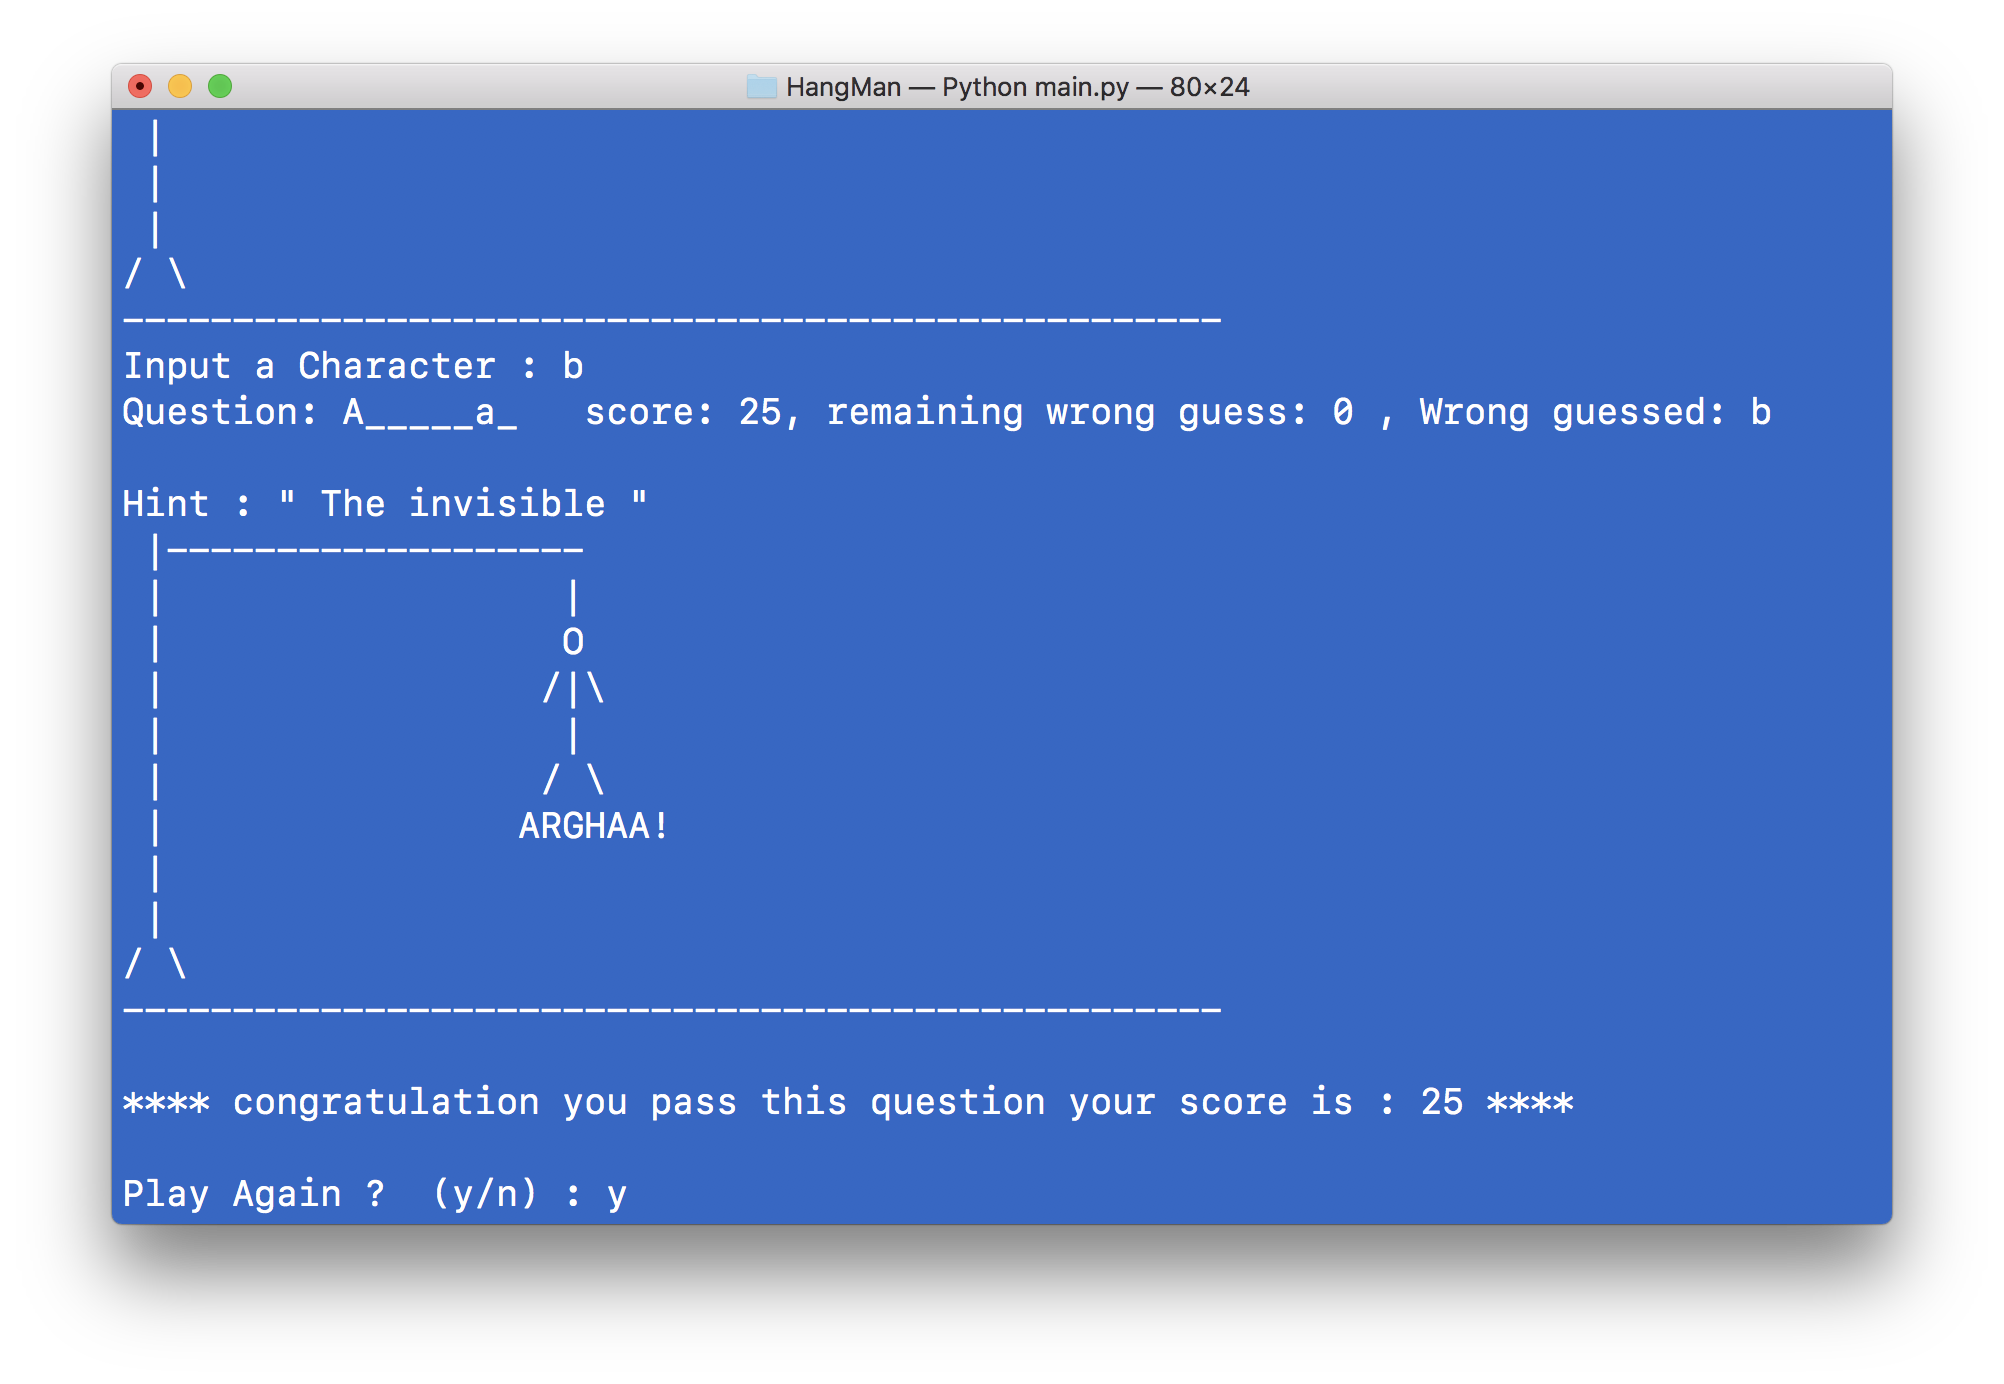 HangMan — Python main.py — 80×24
  |
  |
  |
/ \
--------------------------------------------------
Input a Character : b
Question: A_____a_   score: 25, remaining wrong guess: 0 , Wrong guessed: b
Hint : " The invisible "
 |-------------------
 |                  |
 |                  O
 |                 /|\
 |                  |
 |                 / \
 |                ARGHAA!
 |
 |
/ \
--------------------------------------------------
**** congratulation you pass this question your score is : 25 ****
Play Again ?  (y/n) : y